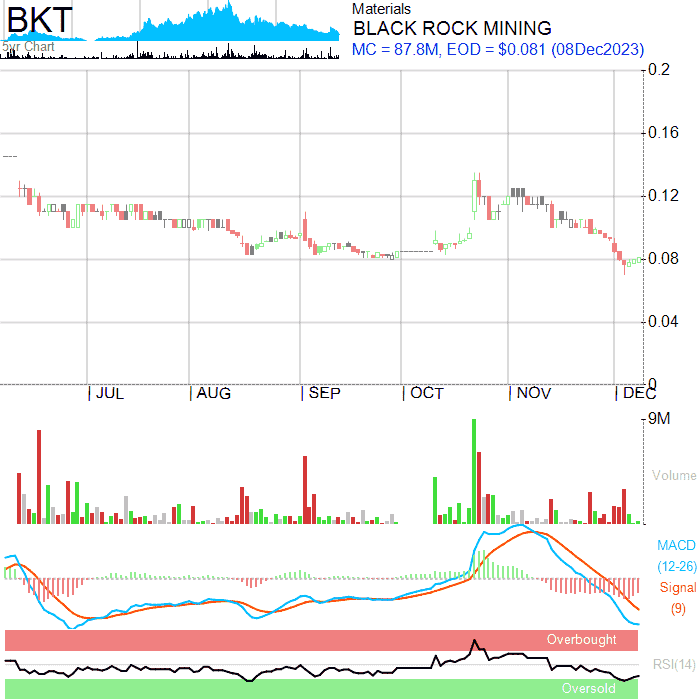 BKT
5yr Chart
Materials
BLACK ROCK MINING
MC = 87.8M, EOD = $0.081 (08Dec2023)
0.2
0.16
0.12
0.08
0.04
0
JUL
AUG
SEP
OCT
NOV
DEC
9M
Volume
MACD
(12-26)
Signal
(9)
Overbought
RSI(14)
Oversold